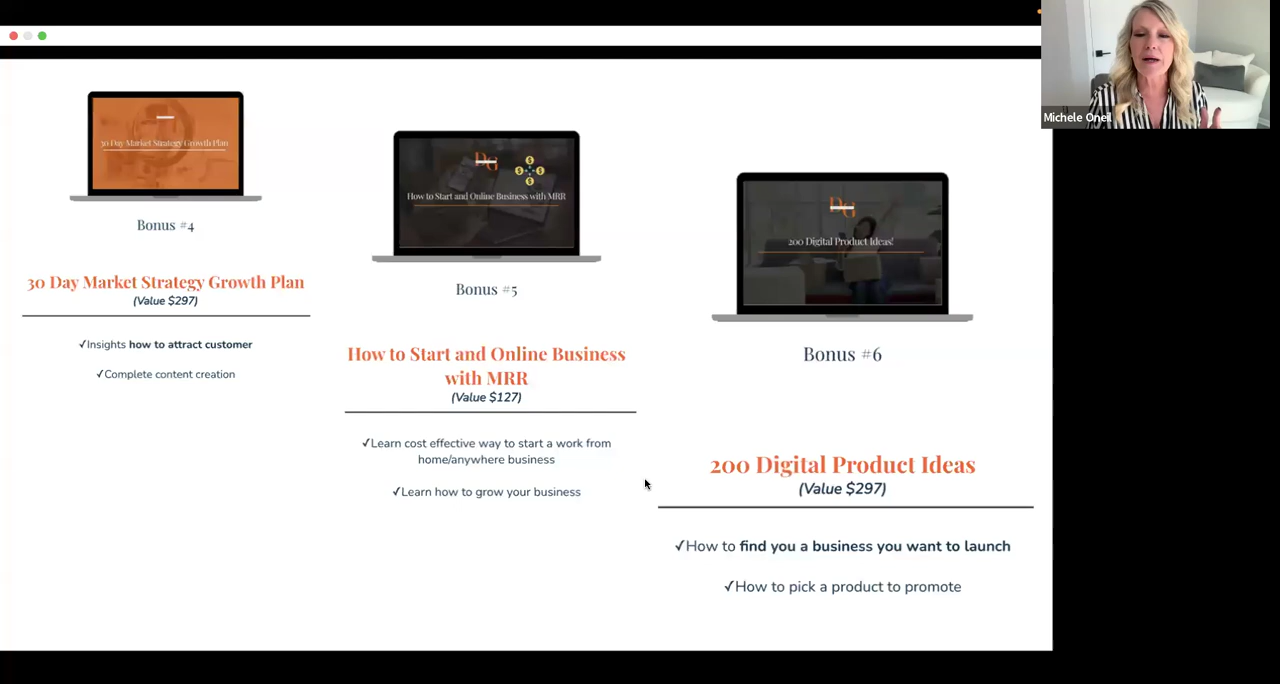 Michele Oneil
30 Day Market Strategy Growth Plan
Bonus #4
30 Day Market Strategy Growth Plan
(Value $297)
✓Insights how to attract customer
✓Complete content creation
DG
How to Start and Online Business with MRR
Bonus #5
How to Start and Online Business
with MRR
(Value $127)
✓Learn cost effective way to start a work from
home/anywhere business
✓Learn how to grow your business
DG
200 Digital Product Ideas!
Bonus #6
200 Digital Product Ideas
(Value $297)
✓How to find you a business you want to launch
✓How to pick a product to promote